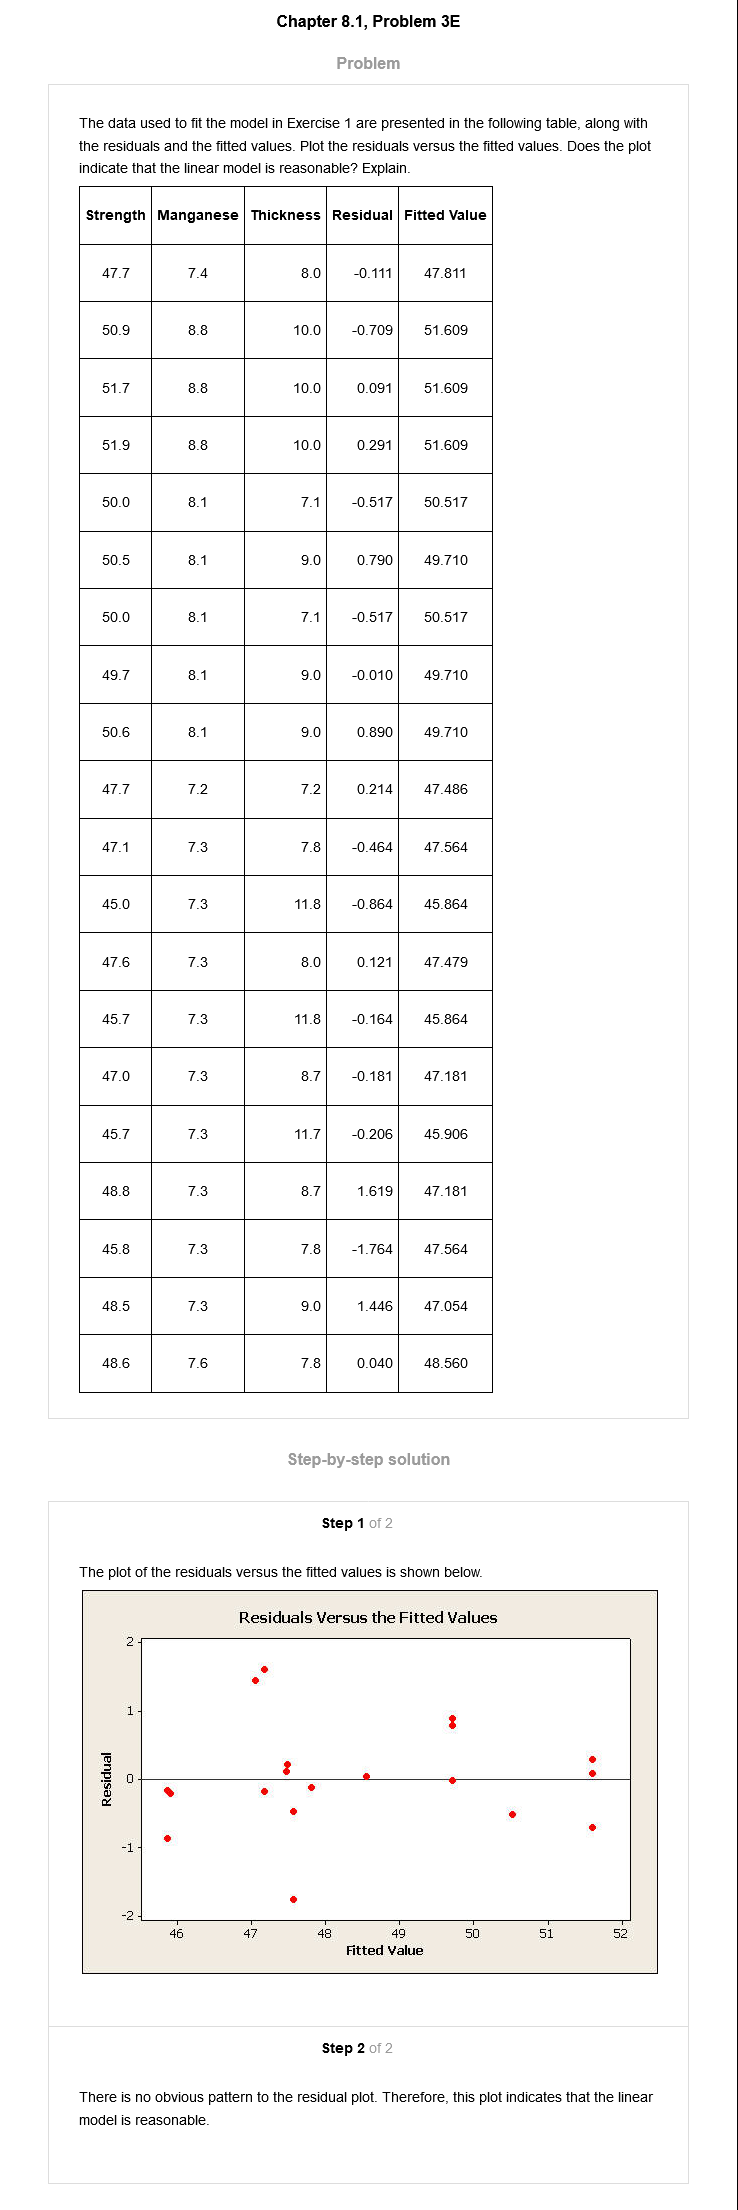 Chapter 8.1, Problem 3E
Problem
The data used to fit the model in Exercise 1 are presented in the following table, along with
the residuals and the fitted values. Plot the residuals versus the fitted values. Does the plot
indicate that the linear model is reasonable? Explain.
Strength Manganese Thickness Residual Fitted Value
47.7 7.4 8.0 -0.111 47.811
50.9 8.8 10.0 -0.709 51.609
51.7 8.8 10.0 0.091 51.609
51.9 8.8 10.0 0.291 51.609
50.0 8.1 7.1 -0.517 50.517
50.5 8.1 9.0 0.790 49.710
50.0 8.1 7.1 -0.517 50.517
49.7 8.1 9.0 -0.010 49.710
50.6 8.1 9.0 0.890 49.710
47.7 7.2 7.2 0.214 47.486
47.1 7.3 7.8 -0.464 47.564
45.0 7.3 11.8 -0.864 45.864
47.6 7.3 8.0 0.121 47.479
45.7 7.3 11.8 -0.164 45.864
47.0 7.3 8.7 -0.181 47.181
45.7 7.3 11.7 -0.206 45.906
48.8 7.3 8.7 1.619 47.181
45.8 7.3 7.8 -1.764 47.564
48.5 7.3 9.0 1.446 47.054
48.6 7.6 7.8 0.040 48.560
Step-by-step solution
Step 1 of 2
The plot of the residuals versus the fitted values is shown below.
Residuals Versus the Fitted Values
2
1
0
-1
-2
Residual
46 47 48 49 50 51 52
Fitted Value
Step 2 of 2
There is no obvious pattern to the residual plot. Therefore, this plot indicates that the linear
model is reasonable.